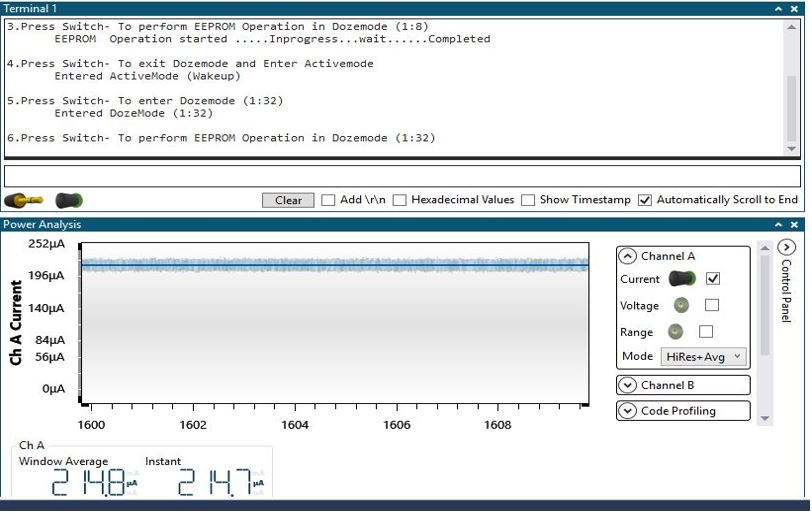 Terminal 1
3.Press Switch- To perform EEPROM Operation in Dozemode (1:8)
EEPROM  Operation started .....Inprogress...wait......Completed
4.Press Switch- To exit Dozemode and Enter Activemode
Entered ActiveMode (Wakeup)
5.Press Switch- To enter Dozemode (1:32)
Entered DozeMode (1:32)
6.Press Switch- To perform EEPROM Operation in Dozemode (1:32)
Clear
Add \r\n
Hexadecimal Values
Show Timestamp
Automatically Scroll to End
Power Analysis
Ch A Current
252µA
196µA
140µA
84µA
56µA
0µA
1600 1602 1604 1606 1608
Channel A
Current
Voltage
Range
Mode HiRes+Avg
Channel B
Code Profiling
Control Panel
Ch A
Window Average Instant
214.8 µA 214.7 µA